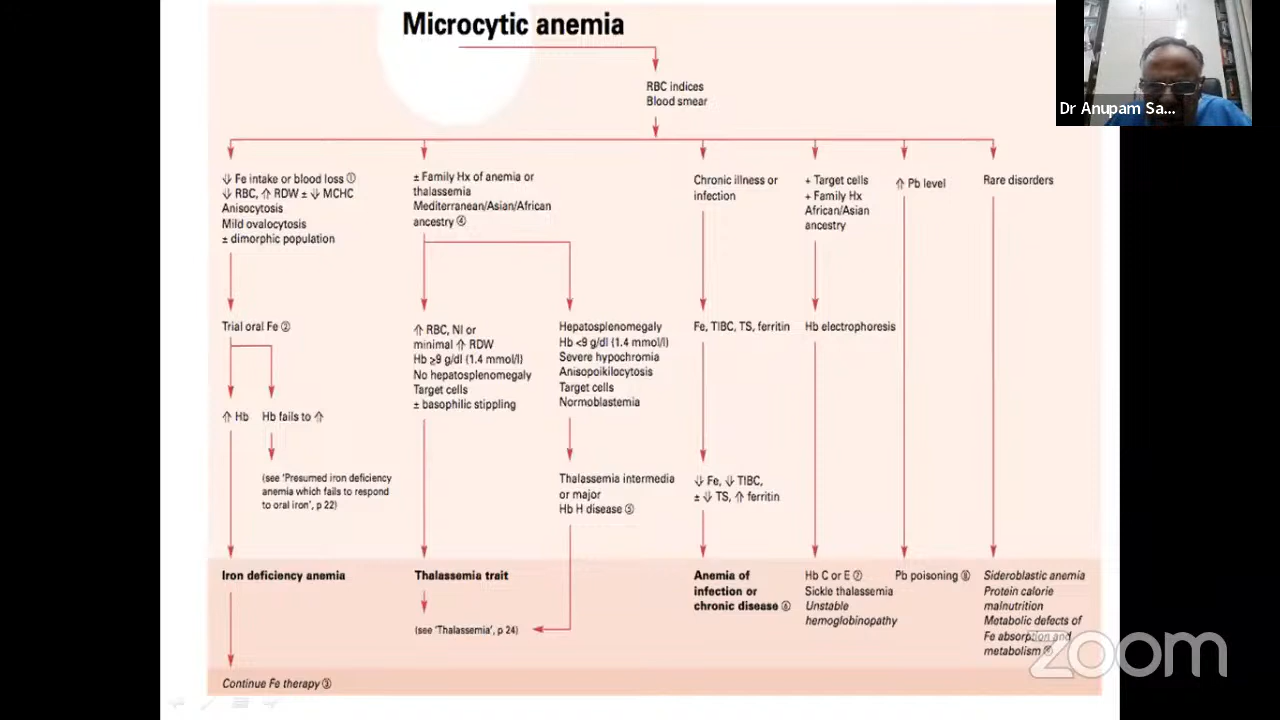 Microcytic anemia
Dr Anupam Sa...
RBC indices
Blood smear
⇓ Fe intake or blood loss ①
⇓ RBC, ⇑ RDW ± ⇓ MCHC
Anisocytosis
Mild ovalocytosis
± dimorphic population
± Family Hx of anemia or
thalassemia
Mediterranean/Asian/African
ancestry ④
Chronic illness or
infection
+ Target cells
+ Family Hx
African/Asian
ancestry
⇑ Pb level
Rare disorders
Trial oral Fe ②
⇑ RBC, Nl or
minimal ⇑ RDW
Hb ≥9 g/dl (1.4 mmol/l)
No hepatosplenomegaly
Target cells
± basophilic stippling
Hepatosplenomegaly
Hb <9 g/dl (1.4 mmol/l)
Severe hypochromia
Anisopoikilocytosis
Target cells
Normoblastemia
Fe, TIBC, TS, ferritin
Hb electrophoresis
⇑ Hb
Hb fails to ⇑
(see 'Presumed iron deficiency
anemia which fails to respond
to oral iron', p 22)
Thalassemia intermedia
or major
Hb H disease ⑤
⇓ Fe, ⇓ TIBC,
± ⇓ TS, ⇑ ferritin
Iron deficiency anemia
Thalassemia trait
Anemia of
infection or
chronic disease ⑥
Hb C or E ⑦
Sickle thalassemia
Unstable
hemoglobinopathy
Pb poisoning ⑧
Sideroblastic anemia
Protein calorie
malnutrition
Metabolic defects of
Fe absorption and
metabolism ⑨
(see 'Thalassemia', p 24)
Continue Fe therapy ③
zoom